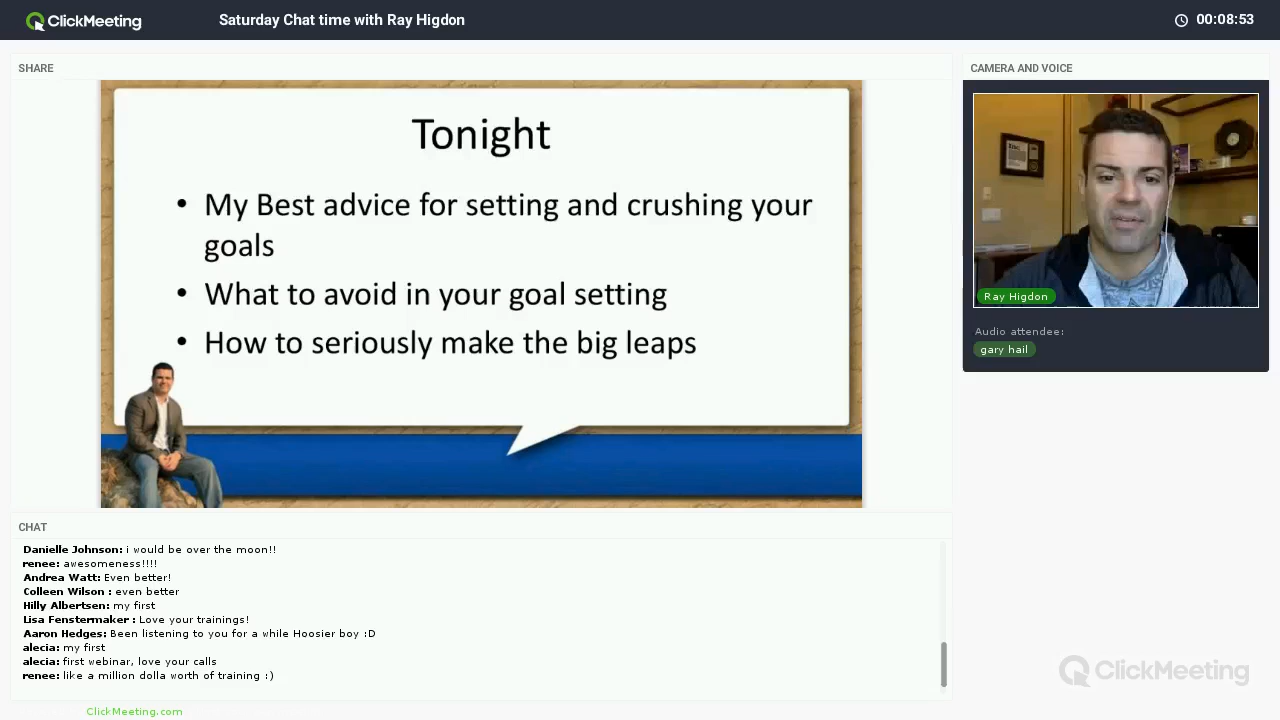 ClickMeeting
Saturday Chat time with Ray Higdon
00:08:53
SHARE
Tonight
• My Best advice for setting and crushing your
goals
• What to avoid in your goal setting
• How to seriously make the big leaps
CAMERA AND VOICE
Ray Higdon
Audio attendee:
gary hail
CHAT
Danielle Johnson: i would be over the moon!!
renee: awesomeness!!!!
Andrea Watt: Even better!
Colleen Wilson : even better
Hilly Albertsen: my first
Lisa Fenstermaker : Love your trainings!
Aaron Hedges: Been listening to you for a while Hoosier boy :D
alecia: my first
alecia: first webinar, love your calls
renee: like a million dolla worth of training :)
ClickMeeting
ClickMeeting.com